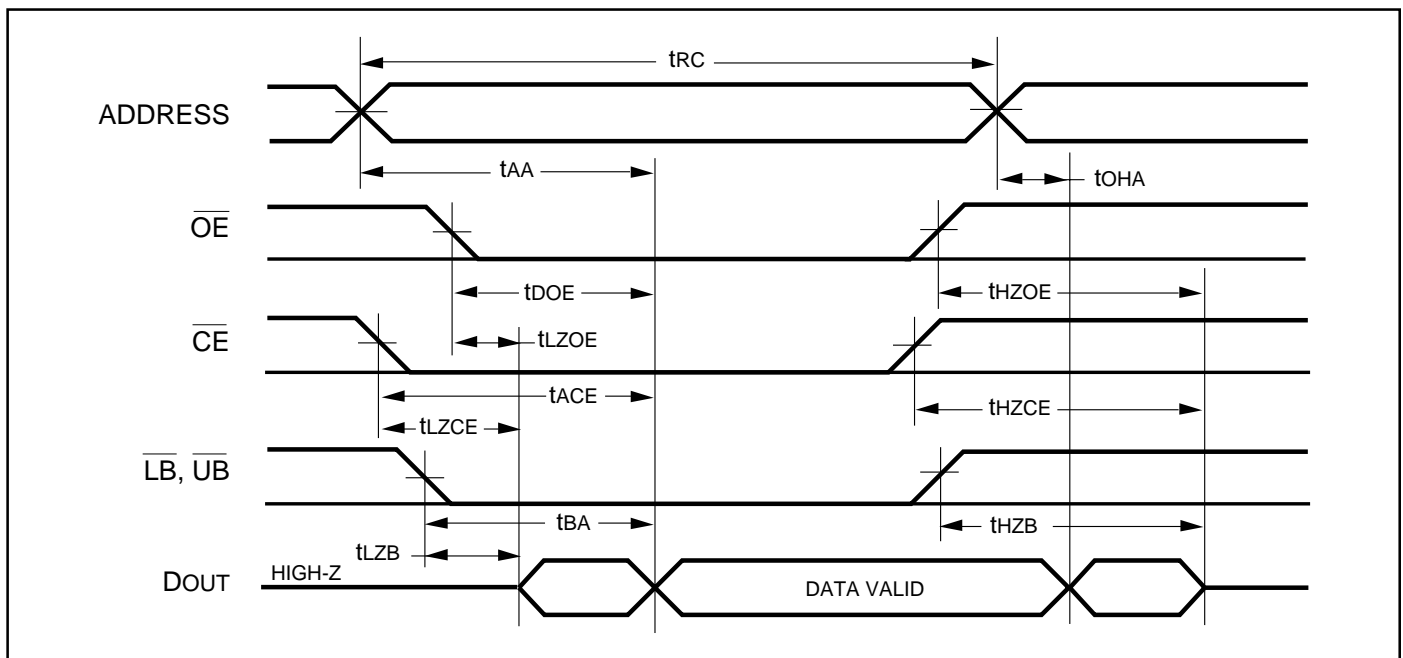 tRC
ADDRESS
tAA
tOHA
OE
tDOE
tHZOE
CE
tLZOE
tACE
tHZCE
tLZCE
LB, UB
tBA
tHZB
tLZB
DOUT
HIGH-Z
DATA VALID